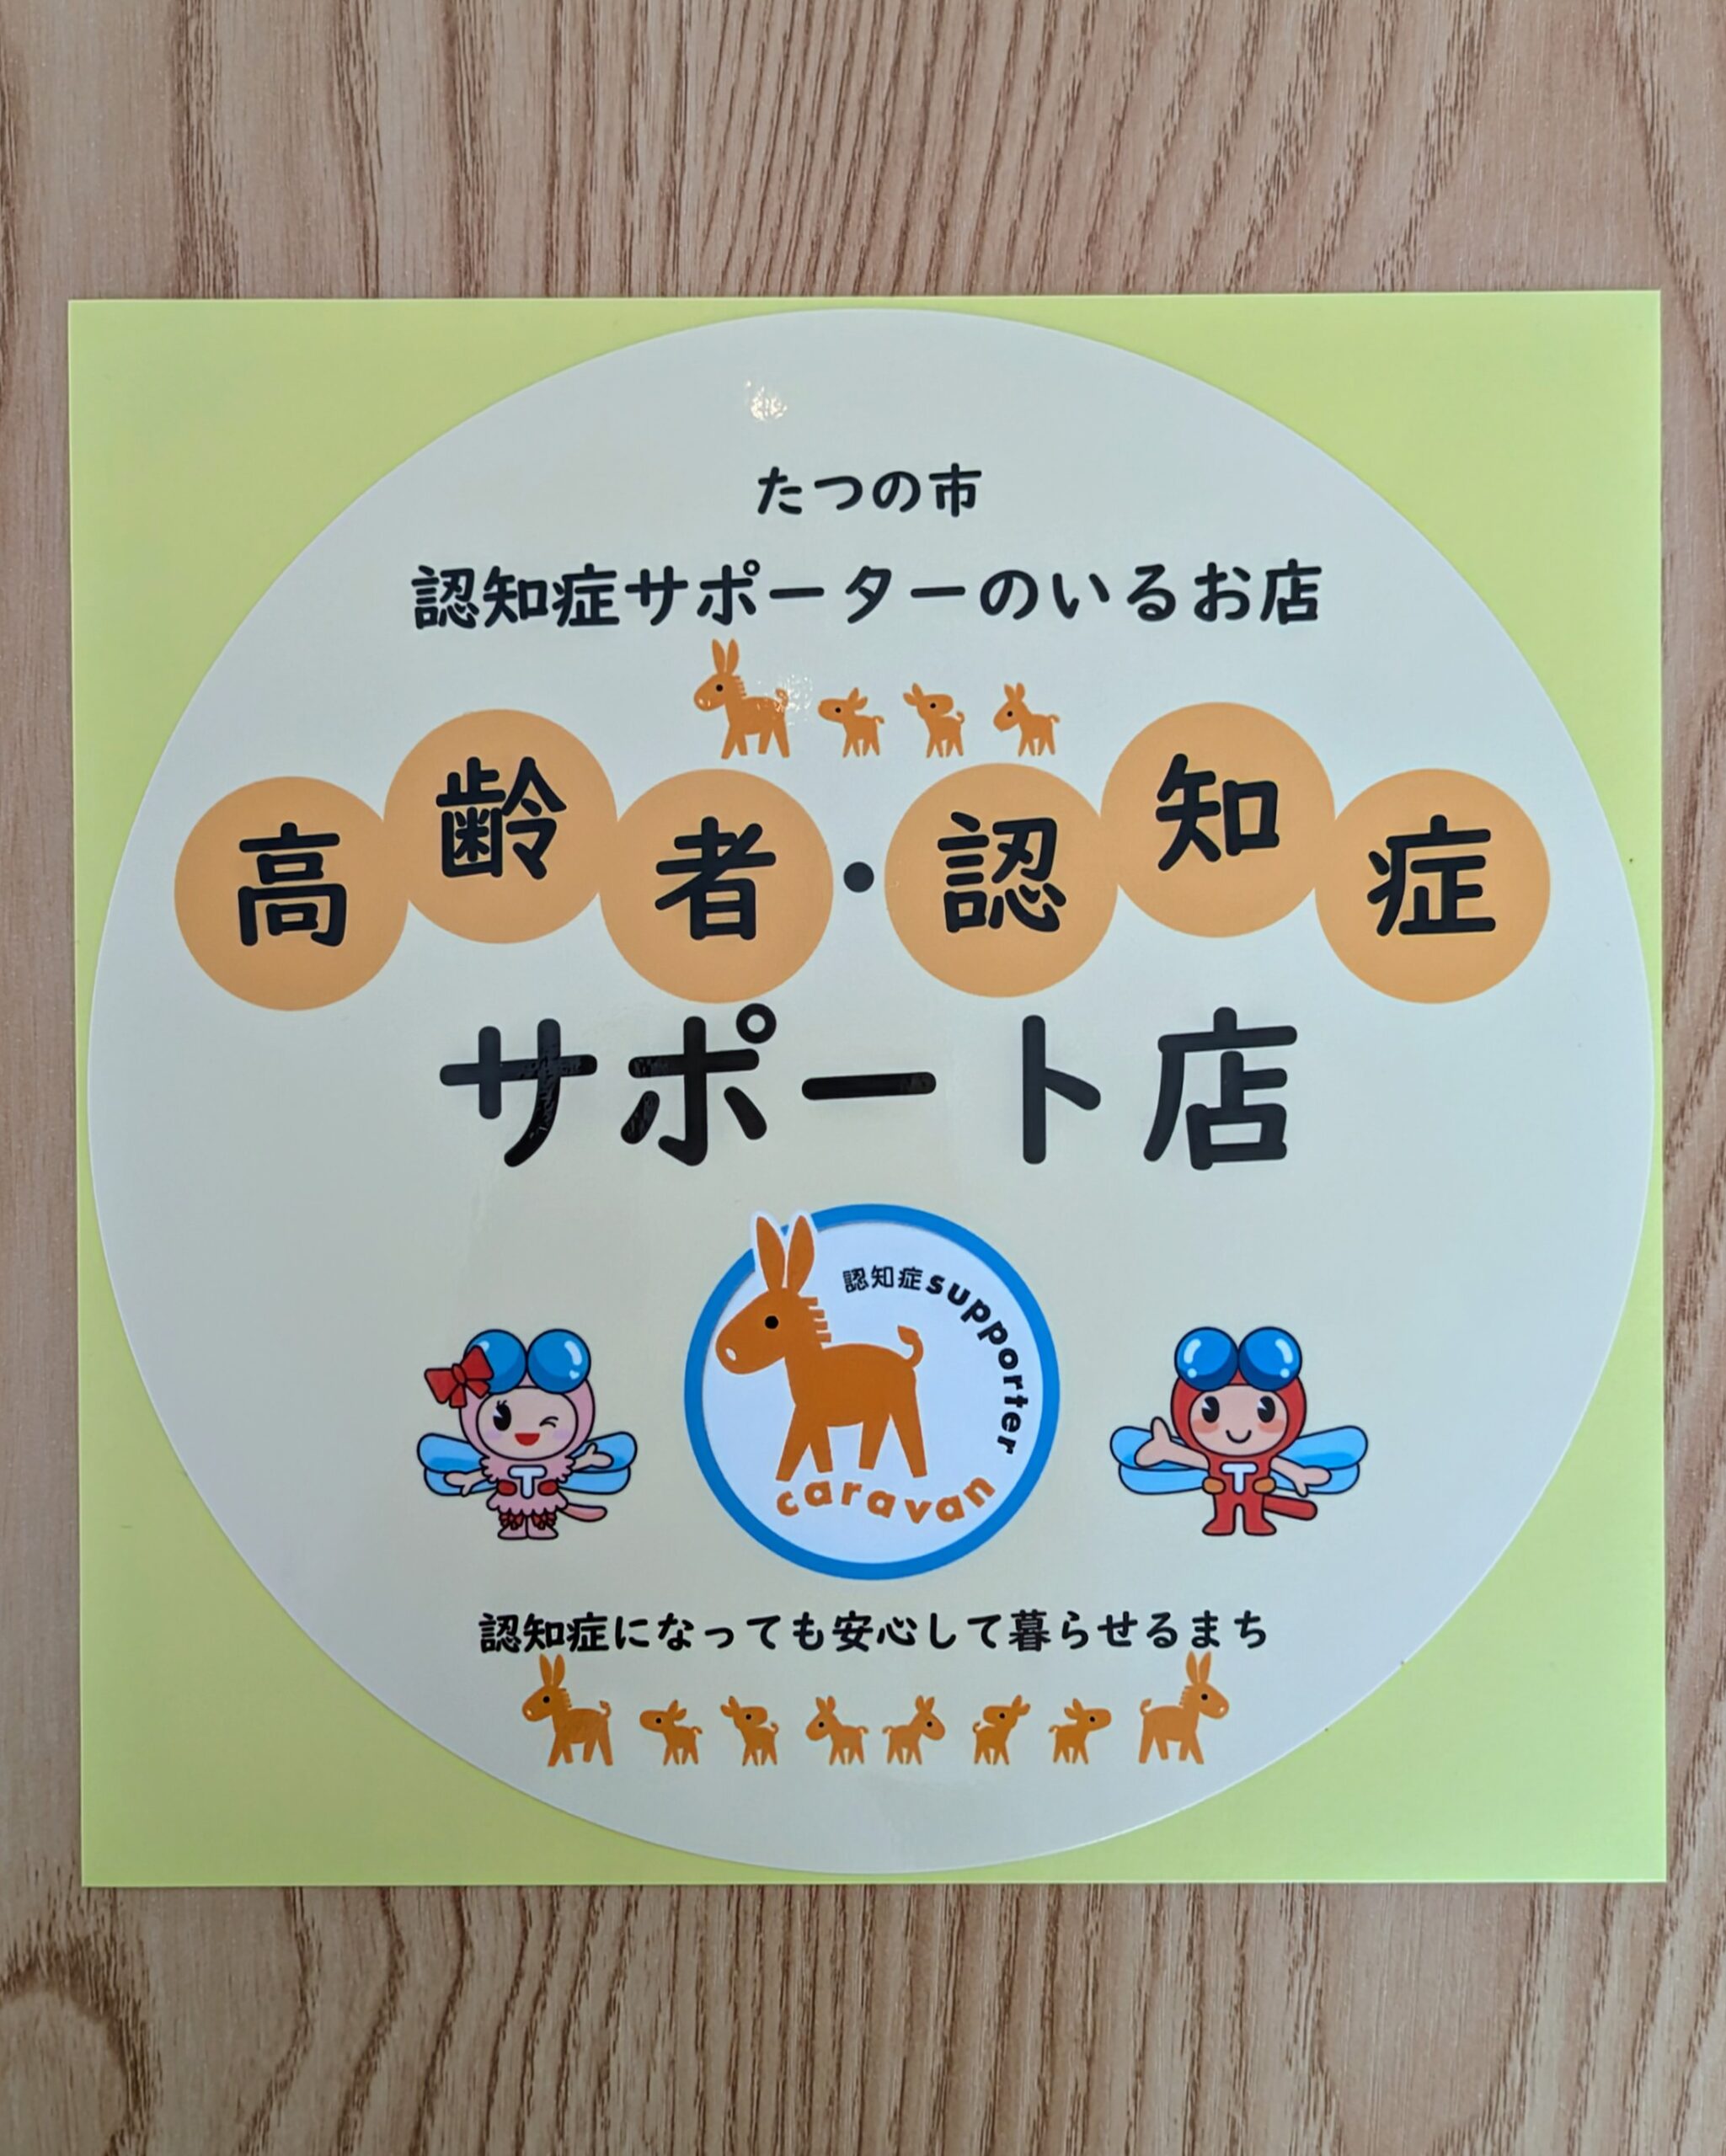 たつの市
認知症サポーターのいるお店
高齢者・認知症
サポート店
認知症supporter
caravan
T
T
認知症になっても安心して暮らせるまち